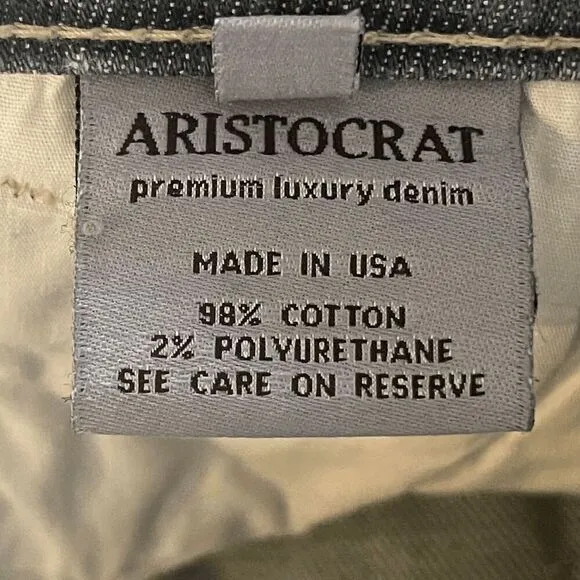 ARISTOCRAT
premium luxury denim
MADE IN USA
98% COTTON
2% POLYURETHANE
SEE CARE ON RESERVE